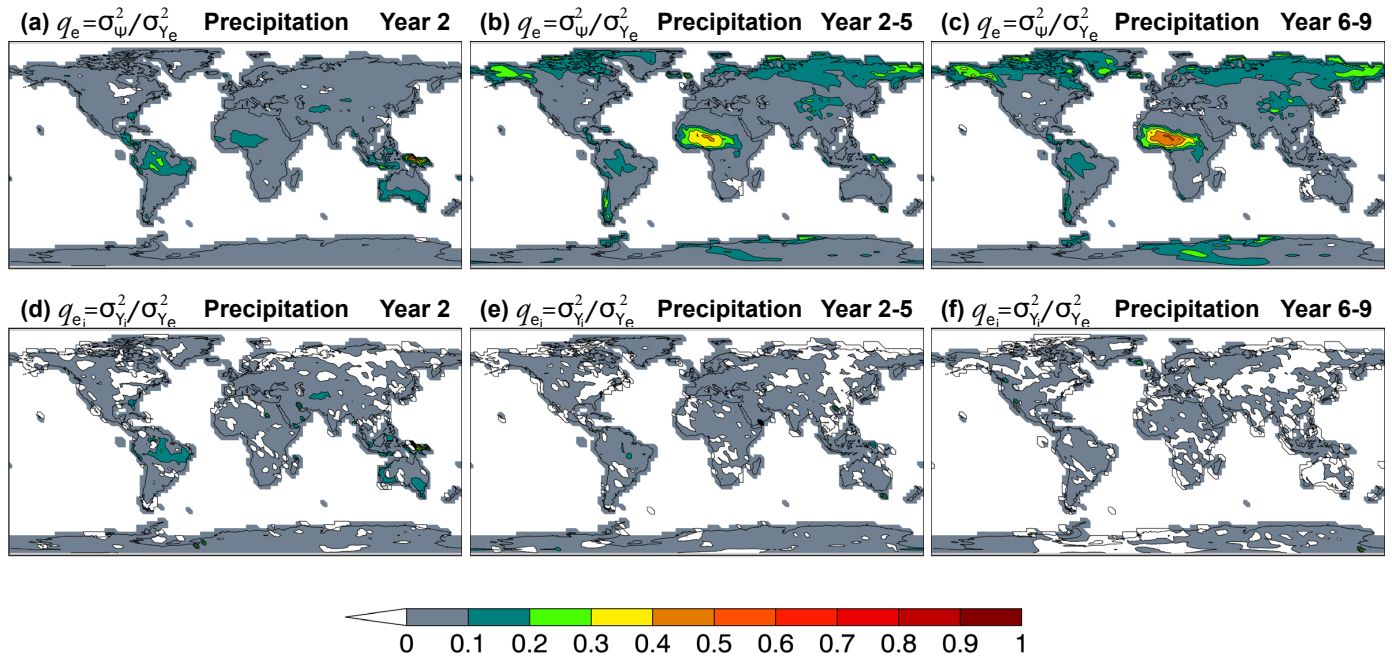 (a) qe=σ²Ψ/σ²Ye Precipitation Year 2
(b) qe=σ²Ψ/σ²Ye Precipitation Year 2-5
(c) qe=σ²Ψ/σ²Ye Precipitation Year 6-9
(d) qei=σ²Yi/σ²Ye Precipitation Year 2
(e) qei=σ²Yi/σ²Ye Precipitation Year 2-5
(f) qei=σ²Yi/σ²Ye Precipitation Year 6-9
0 0.1 0.2 0.3 0.4 0.5 0.6 0.7 0.8 0.9 1